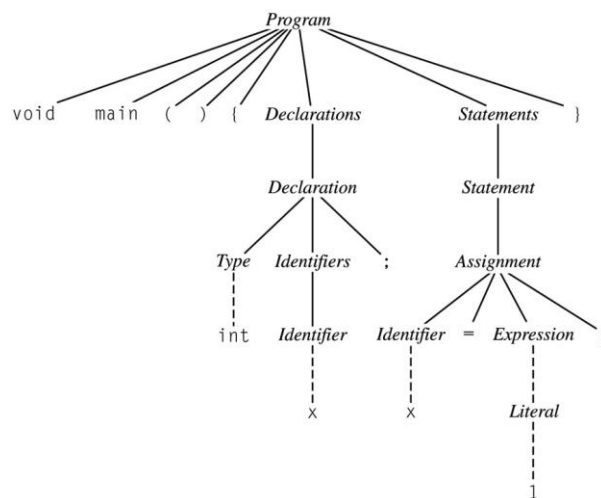 Program
void main ( ) { Declarations Statements }
Declaration Statement
Type Identifiers ; Assignment
int Identifier Identifier = Expression
x x Literal
1